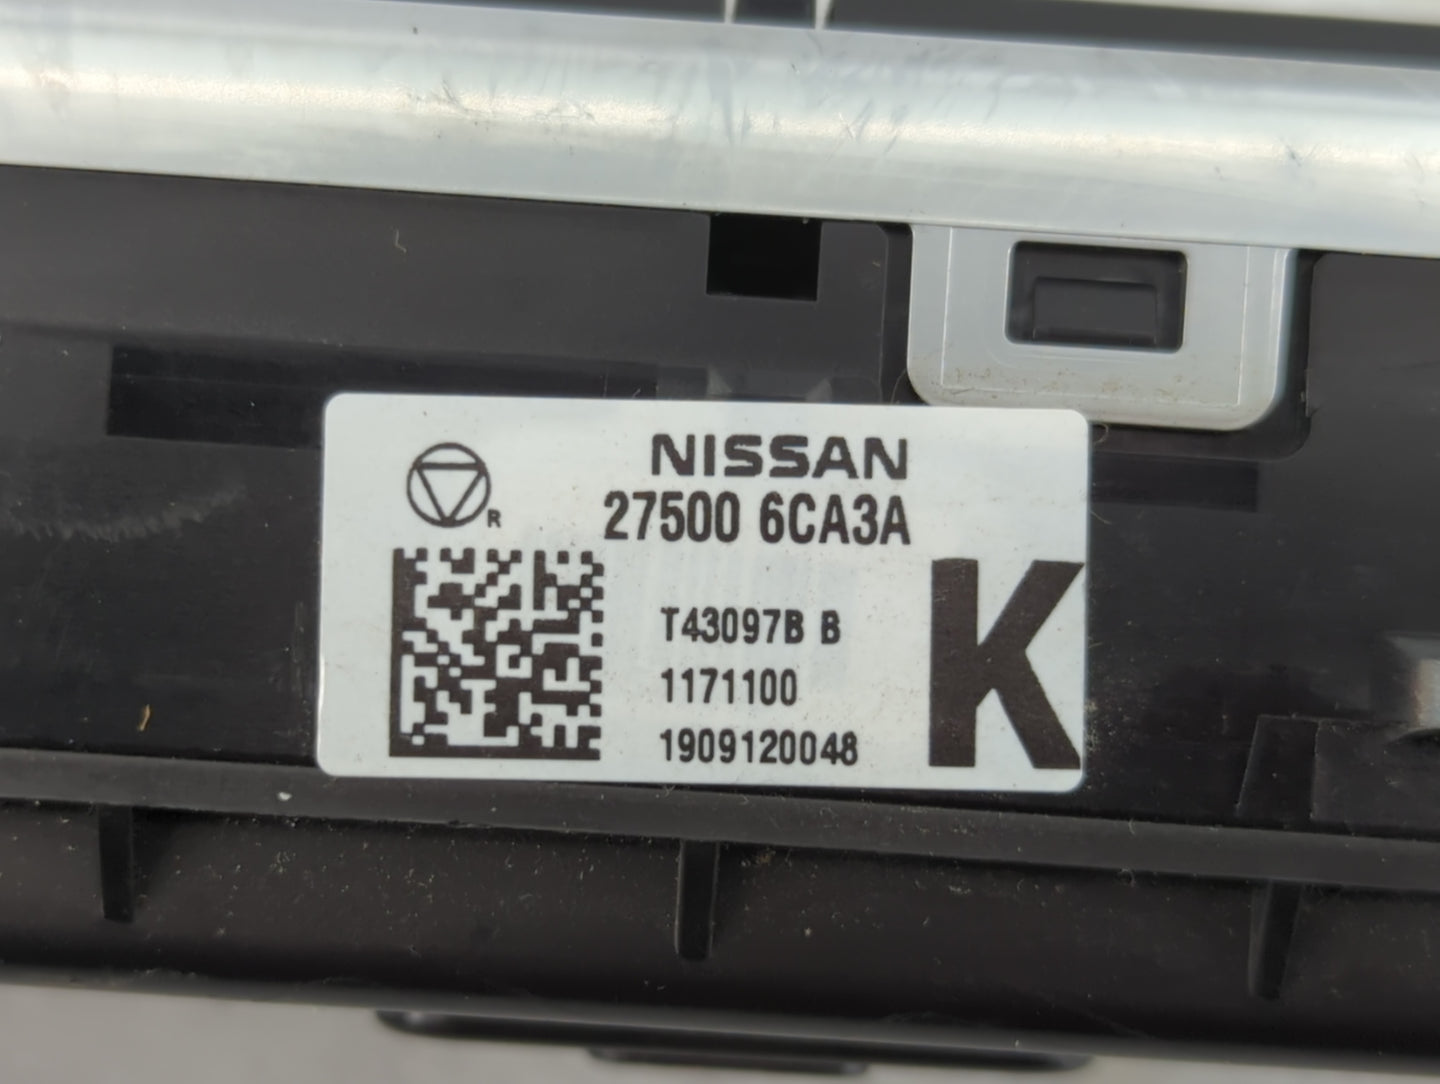 NISSAN
27500 6CA3A
R
T43097B B
1171100
1909120048
K